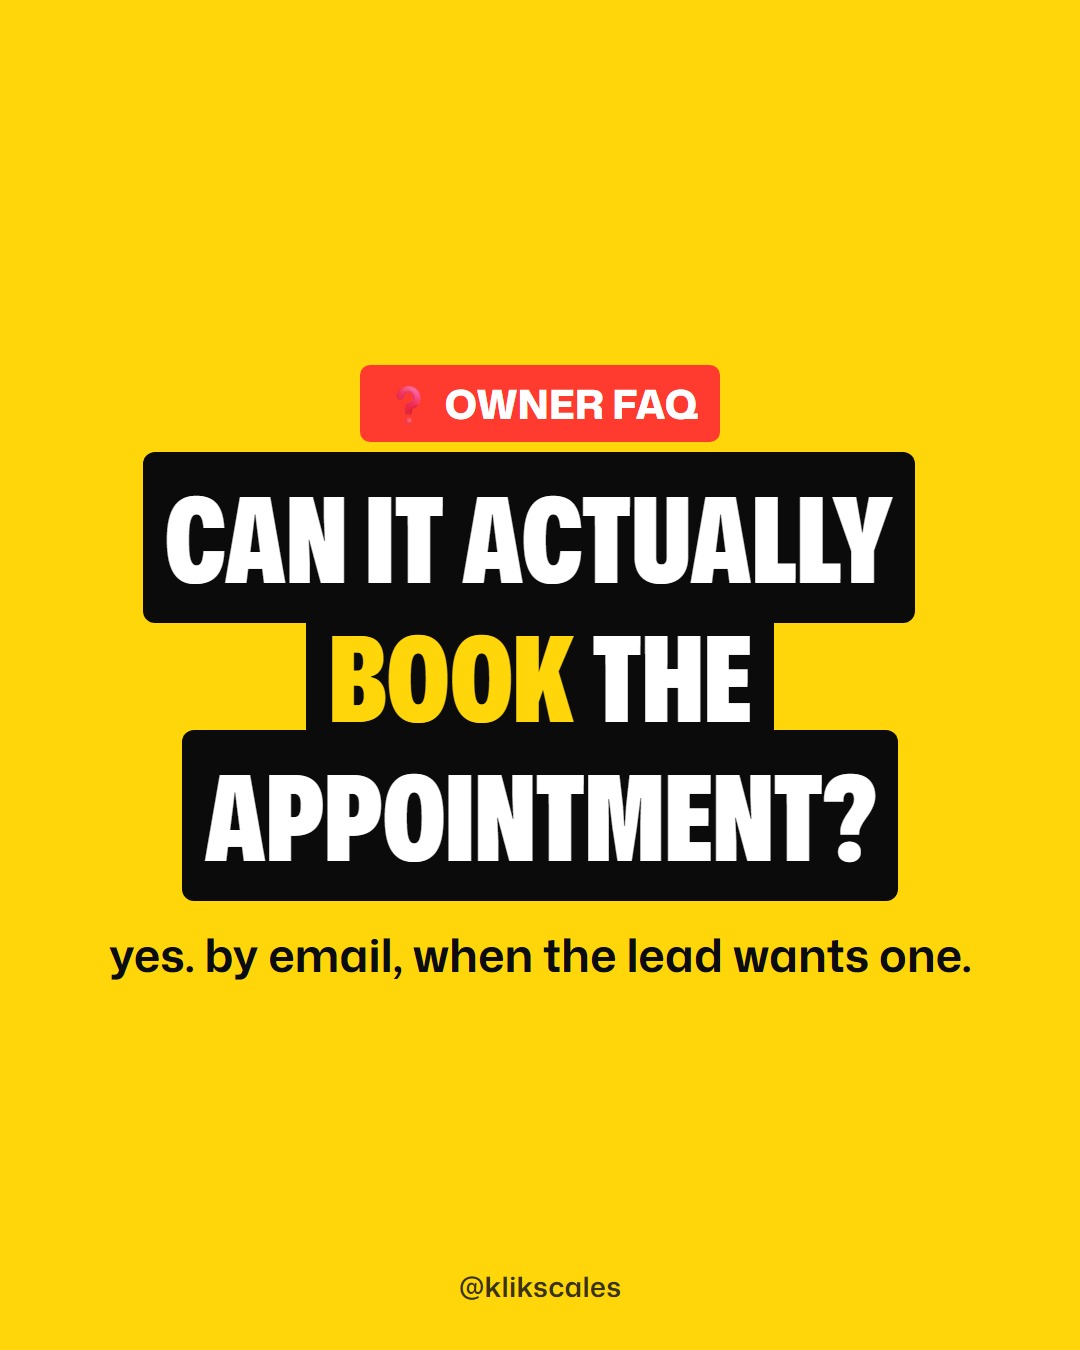 ❓ OWNER FAQ
CAN IT ACTUALLY
BOOK THE
APPOINTMENT?
yes. by email, when the lead wants one.
@klikscales